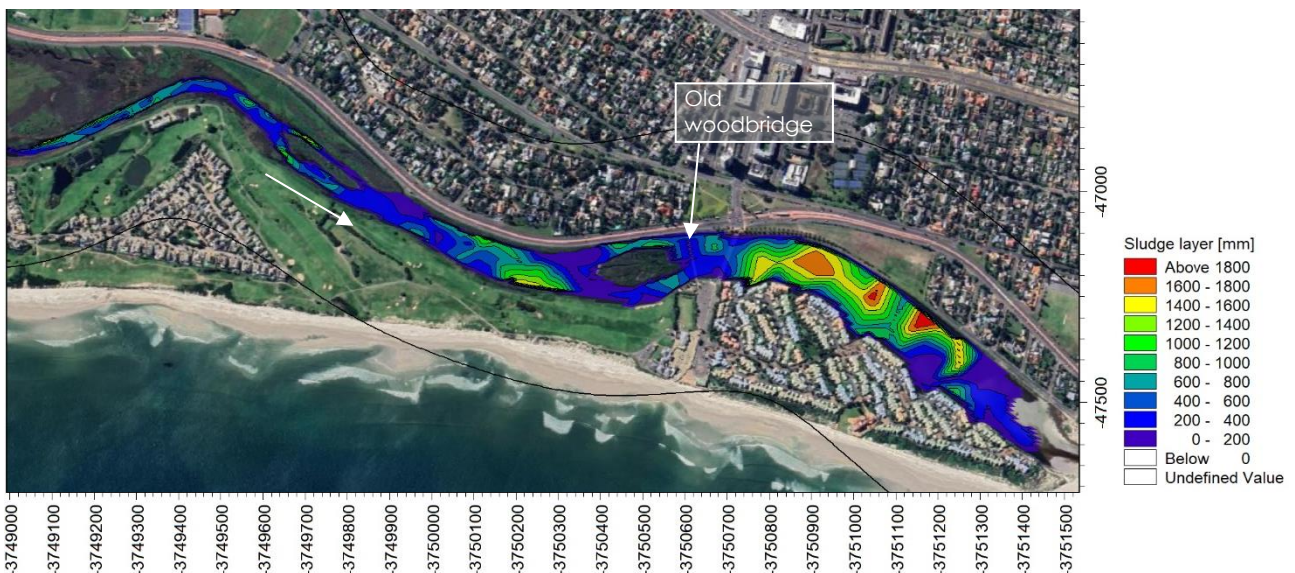 Old
woodbridge
-47000
-47500
Sludge layer [mm]
Above 1800
1600 - 1800
1400 - 1600
1200 - 1400
1000 - 1200
800 - 1000
600 - 800
400 - 600
200 - 400
0 - 200
Below 0
Undefined Value
-3749000
-3749100
-3749200
-3749300
-3749400
-3749500
-3749600
-3749700
-3749800
-3749900
-3750000
-3750100
-3750200
-3750300
-3750400
-3750500
-3750600
-3750700
-3750800
-3750900
-3751000
-3751100
-3751200
-3751300
-3751400
-3751500